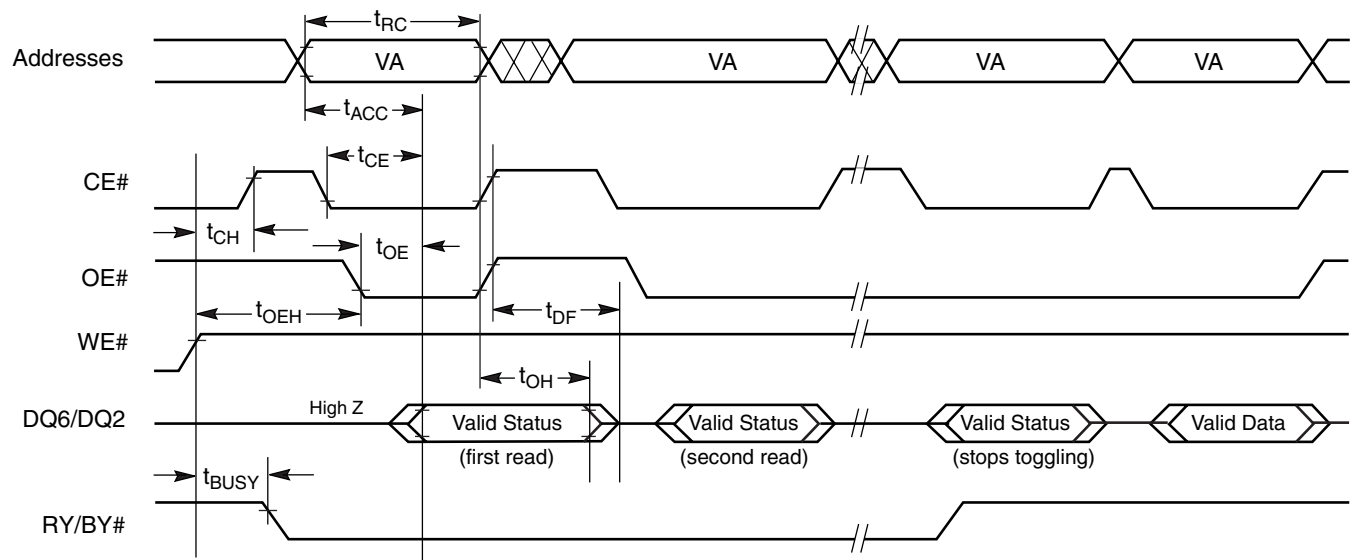 tRC
Addresses VA VA VA VA
tACC
tCE
CE#
tCH tOE
OE#
tOEH tDF
WE#
tOH
DQ6/DQ2 High Z Valid Status Valid Status Valid Status Valid Data
(first read) (second read) (stops toggling)
tBUSY
RY/BY#